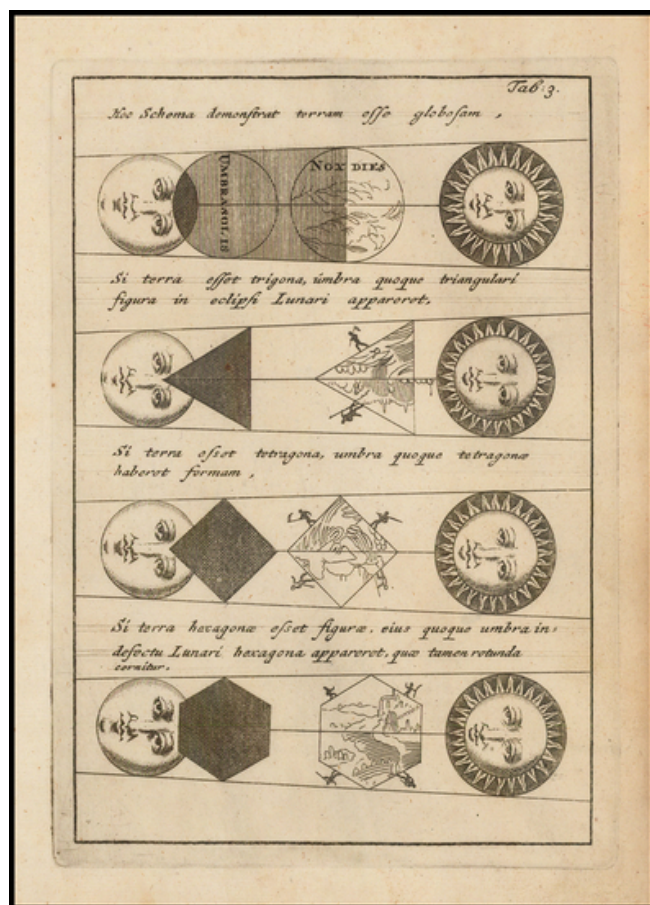 Tab: 3.
Hoc Schema demonstrat terram esse globosam,
UMBRA SOLIS
NOX DIES
Si terra esset trigona, umbra quoque triangulari
figura in eclipsi Lunari appareret.
Si terra esset tetragona, umbra quoque tetragonæ
haberet formam,
Si terra hexagonæ esset figuræ, eius quoque umbra in
defectu Lunari hexagona appareret, quæ tamen rotunda
cernitur.